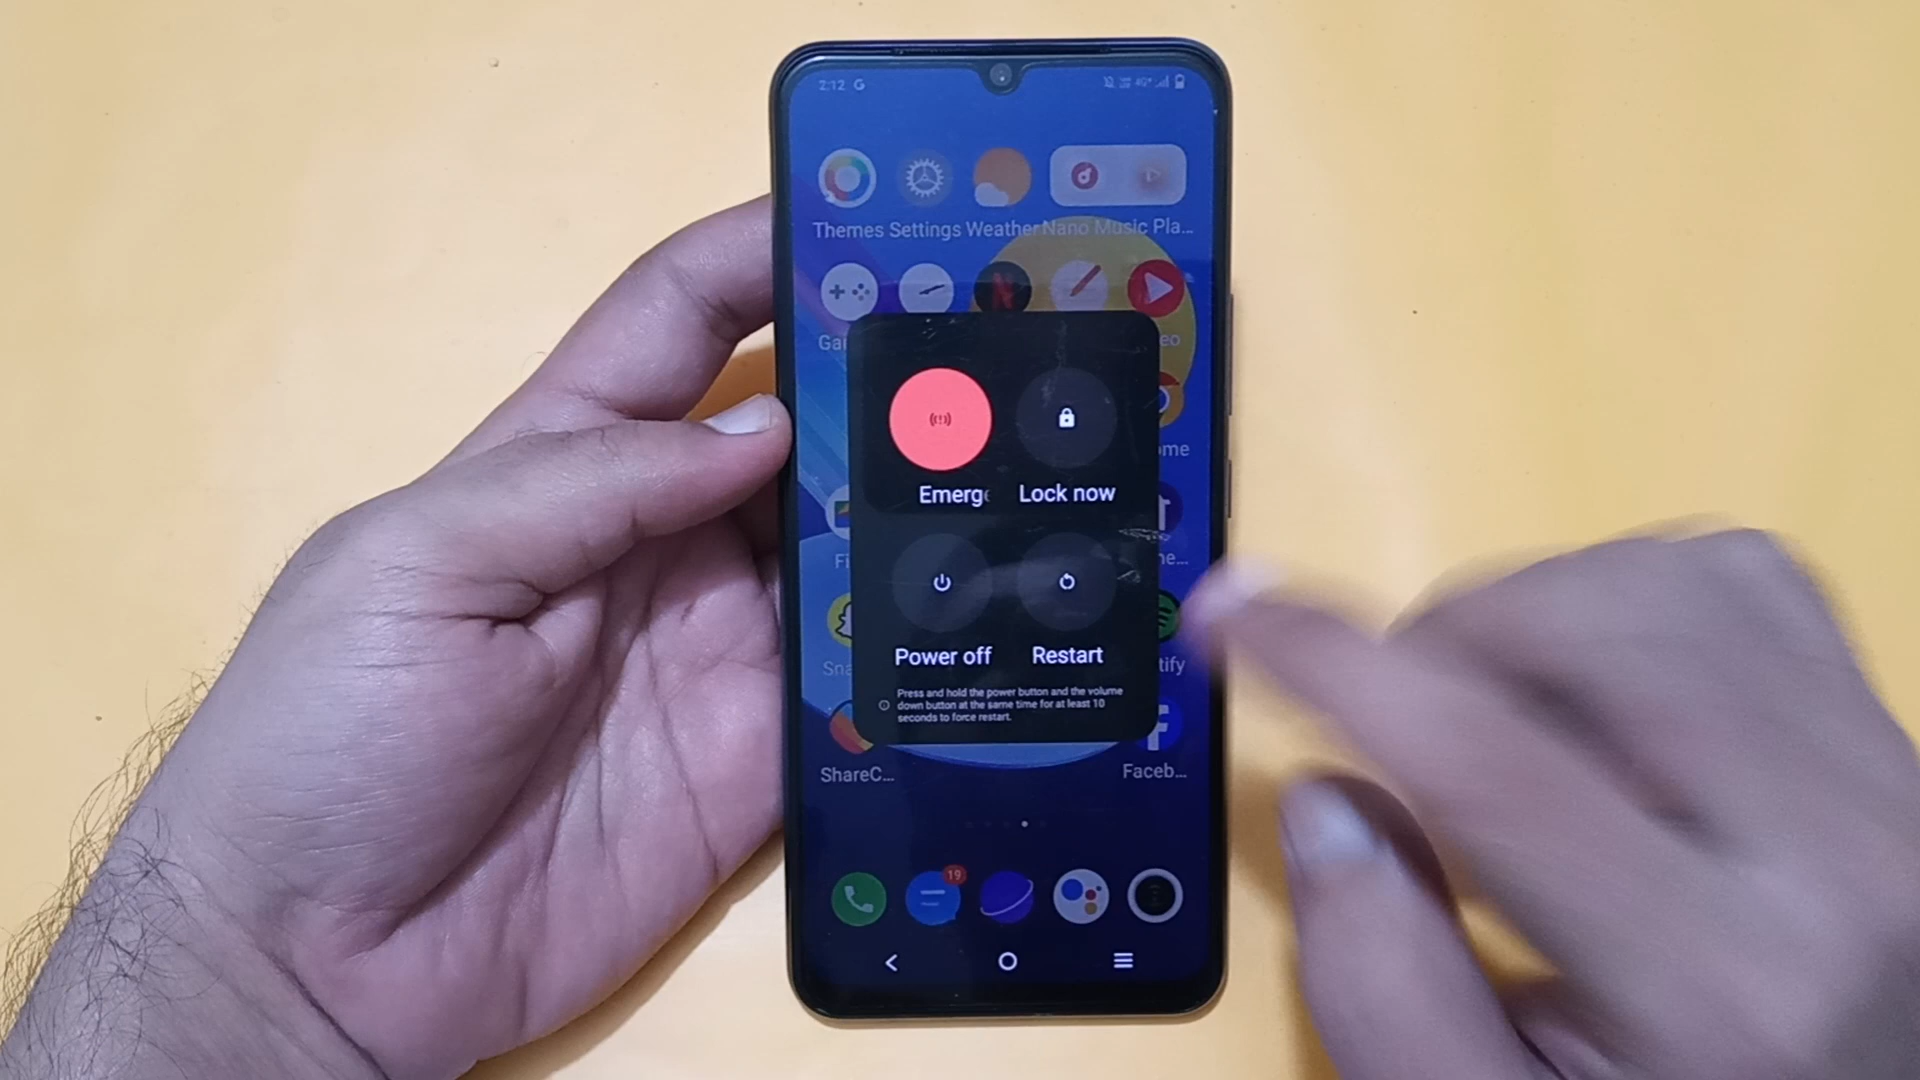 2:12 G
4G+
Themes Settings Weather Nano Music Pla...
Emerg Lock now
Power off Restart
Press and hold the power button and the volume
down button at the same time for at least 10
seconds to force restart.
ShareC... Faceb...
19